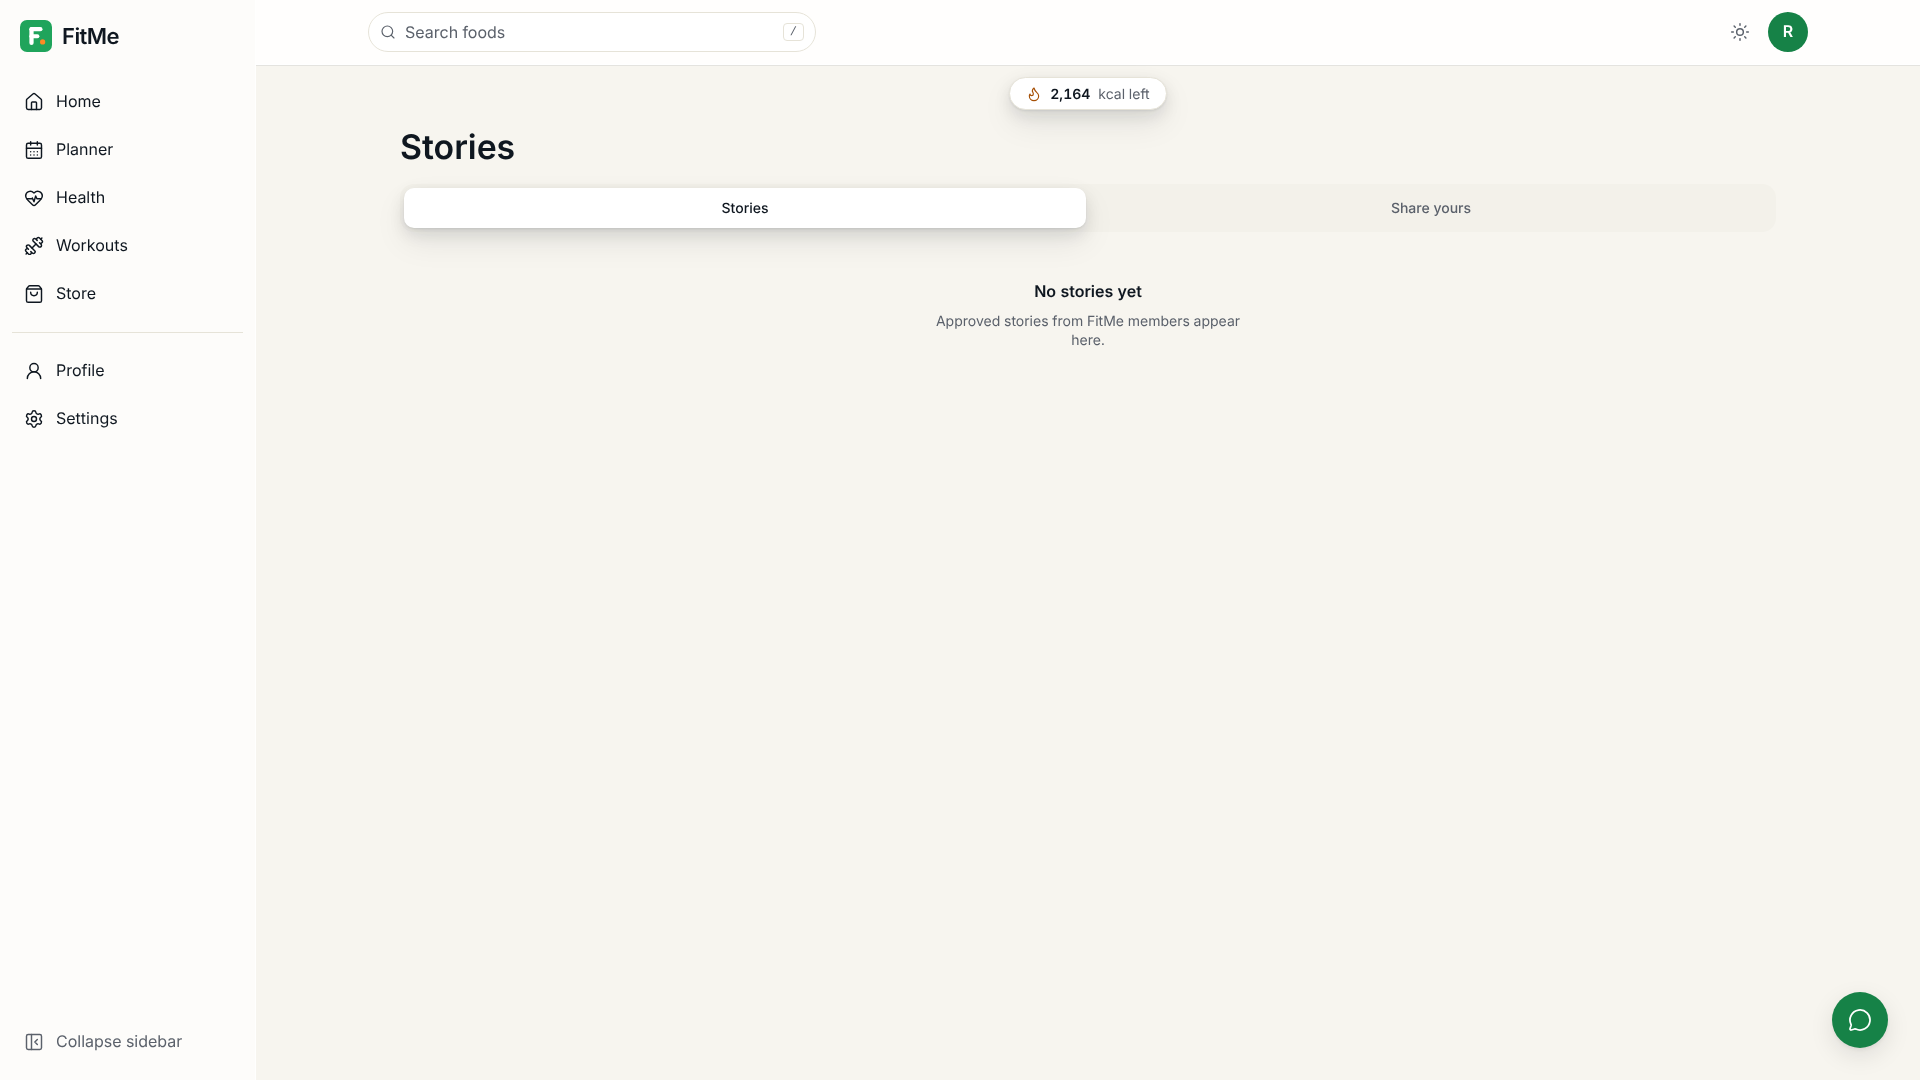 FitMe
Search foods
/
R
Home
Planner
Health
Workouts
Store
Profile
Settings
Collapse sidebar
2,164 kcal left
Stories
Stories
Share yours
No stories yet
Approved stories from FitMe members appear
here.